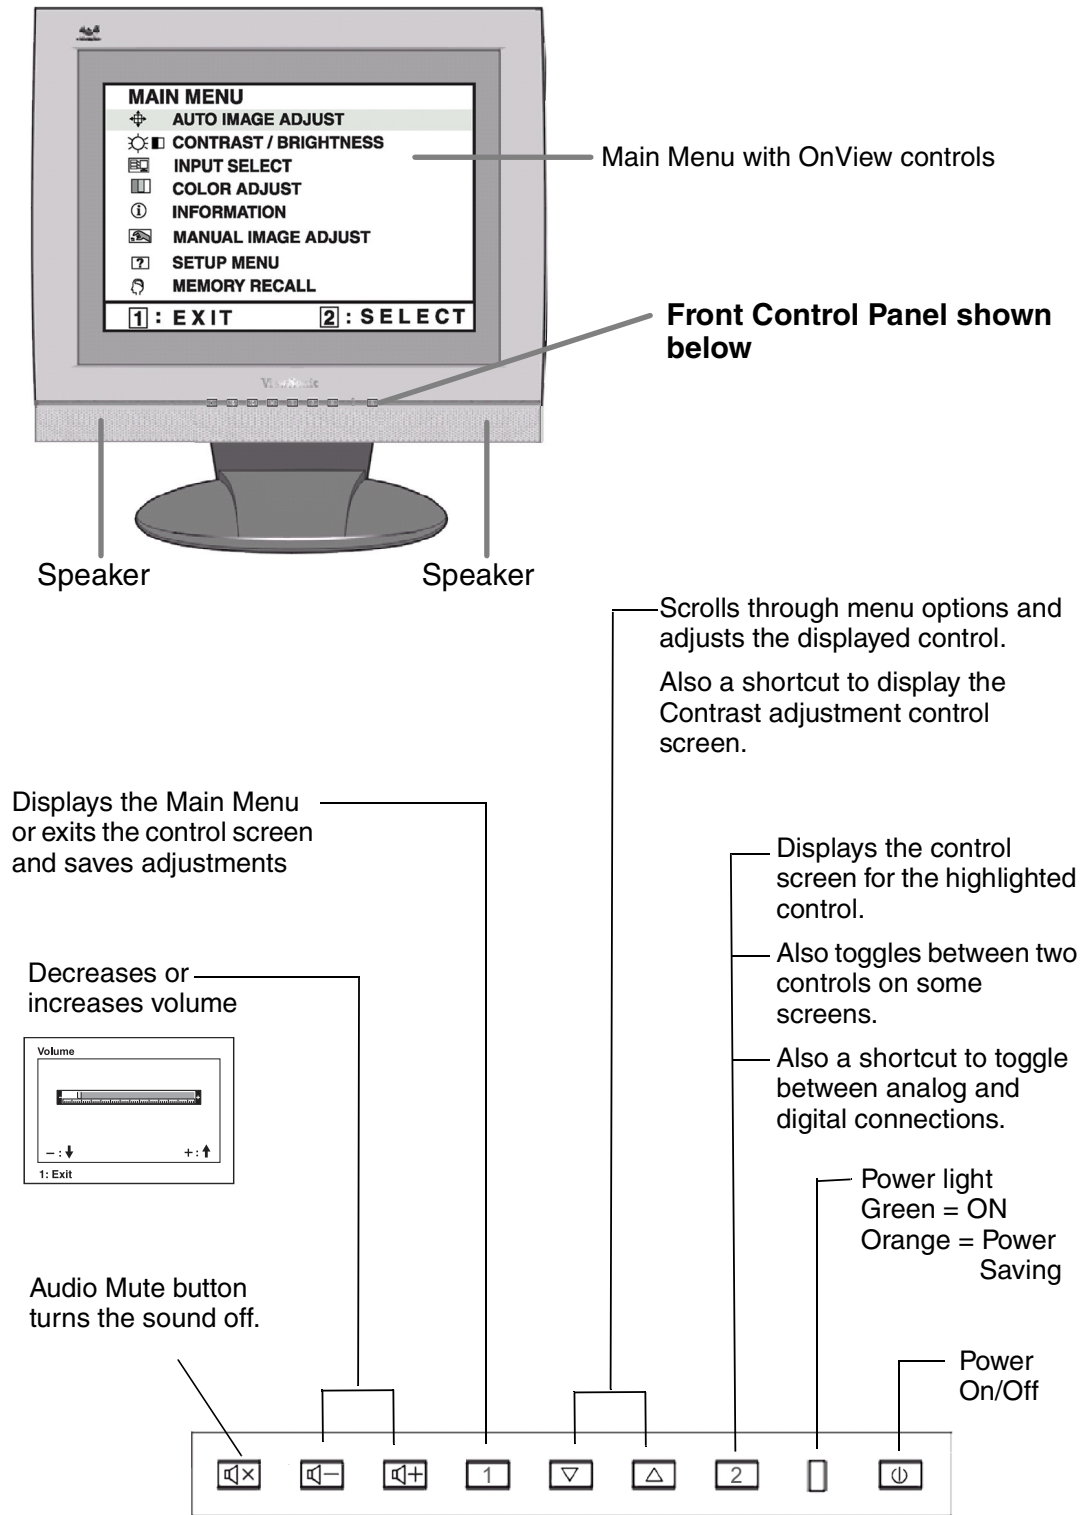 MAIN MENU
AUTO IMAGE ADJUST
CONTRAST / BRIGHTNESS
INPUT SELECT
COLOR ADJUST
INFORMATION
MANUAL IMAGE ADJUST
SETUP MENU
MEMORY RECALL
1 : EXIT 2 : SELECT
ViewSonic
Main Menu with OnView controls
Front Control Panel shown
below
Speaker
Speaker
Scrolls through menu options and
adjusts the displayed control.
Also a shortcut to display the
Contrast adjustment control
screen.
Displays the Main Menu
or exits the control screen
and saves adjustments
Displays the control
screen for the highlighted
control.
Also toggles between two
controls on some
screens.
Also a shortcut to toggle
between analog and
digital connections.
Decreases or
increases volume
Volume
– : ↓ + : ↑
1: Exit
Power light
Green = ON
Orange = Power
Saving
Audio Mute button
turns the sound off.
Power
On/Off
1 2